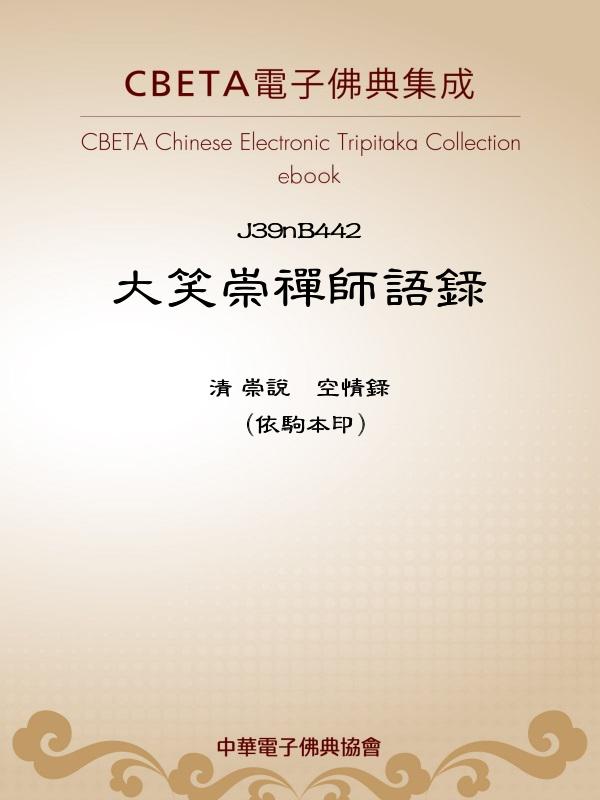 CBETA電子佛典集成
CBETA Chinese Electronic Tripitaka Collection
ebook
J39nB442
大笑崇禪師語錄
清 崇說　空情錄
（依駒本印）
中華電子佛典協會